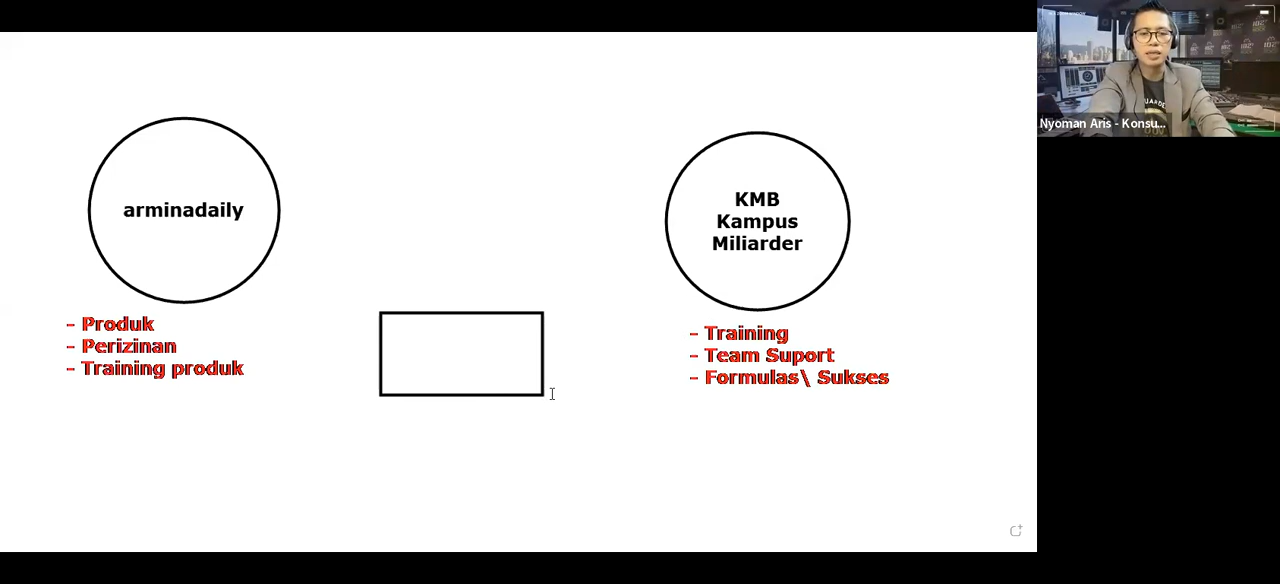 arminadaily
- Produk
- Perizinan
- Training produk
KMB
Kampus
Miliarder
- Training
- Team Suport
- Formulas\ Sukses
Nyoman Aris - Konsu...